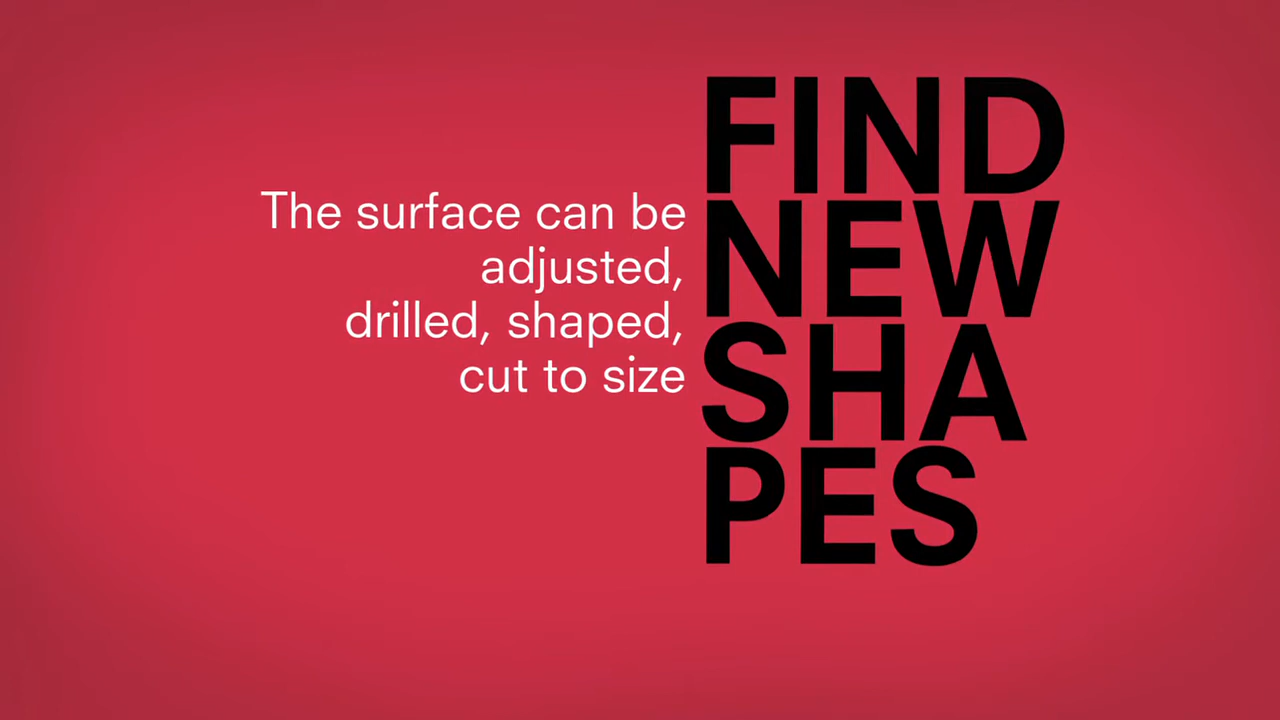 The surface can be
adjusted,
drilled, shaped,
cut to size
FIND
NEW
SHA
PES